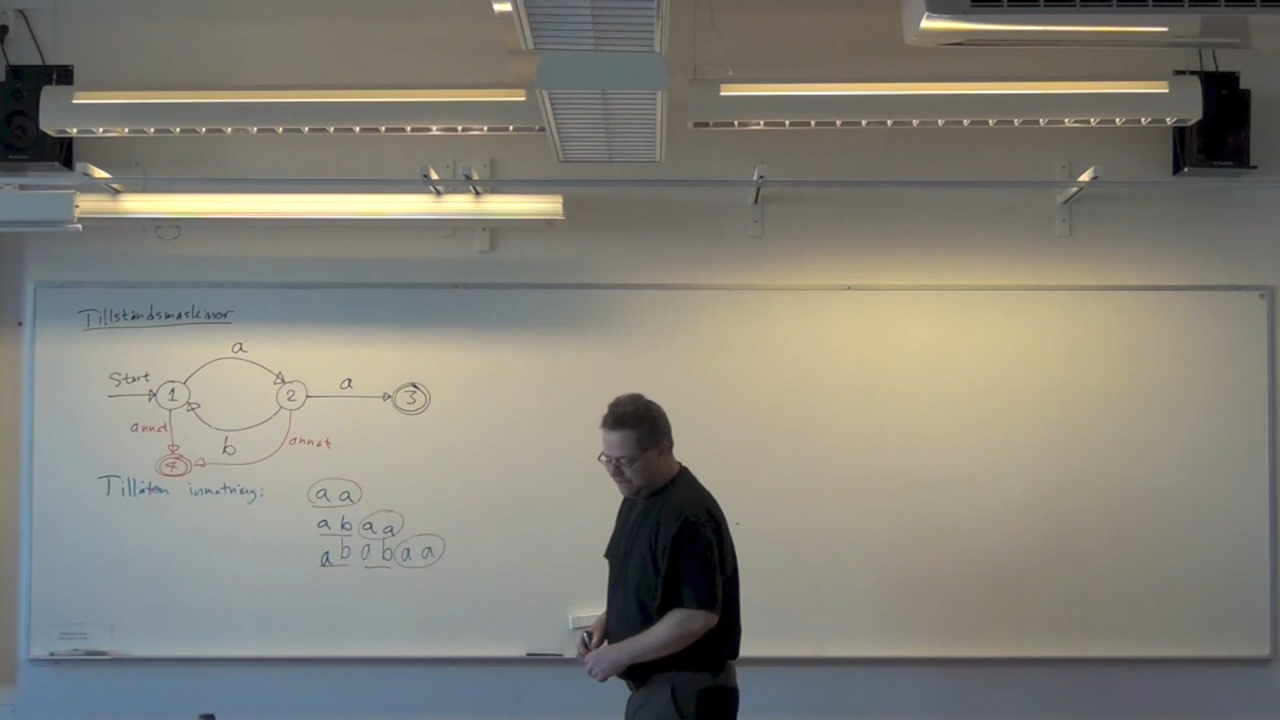 Tillståndsmaskiner
a
Start 1 2 a 3
annat b annat
4
Tillåten inmatning: a a
a b a a
a b a b a a